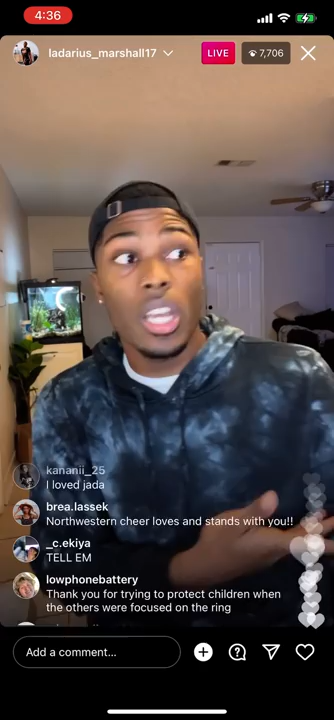 4:36
ladarius_marshall17
LIVE
7,706
kananii_25
I loved jada
brea.lassek
Northwestern cheer loves and stands with you!!
_c.ekiya
TELL EM
lowphonebattery
Thank you for trying to protect children when
the others were focused on the ring
Add a comment...